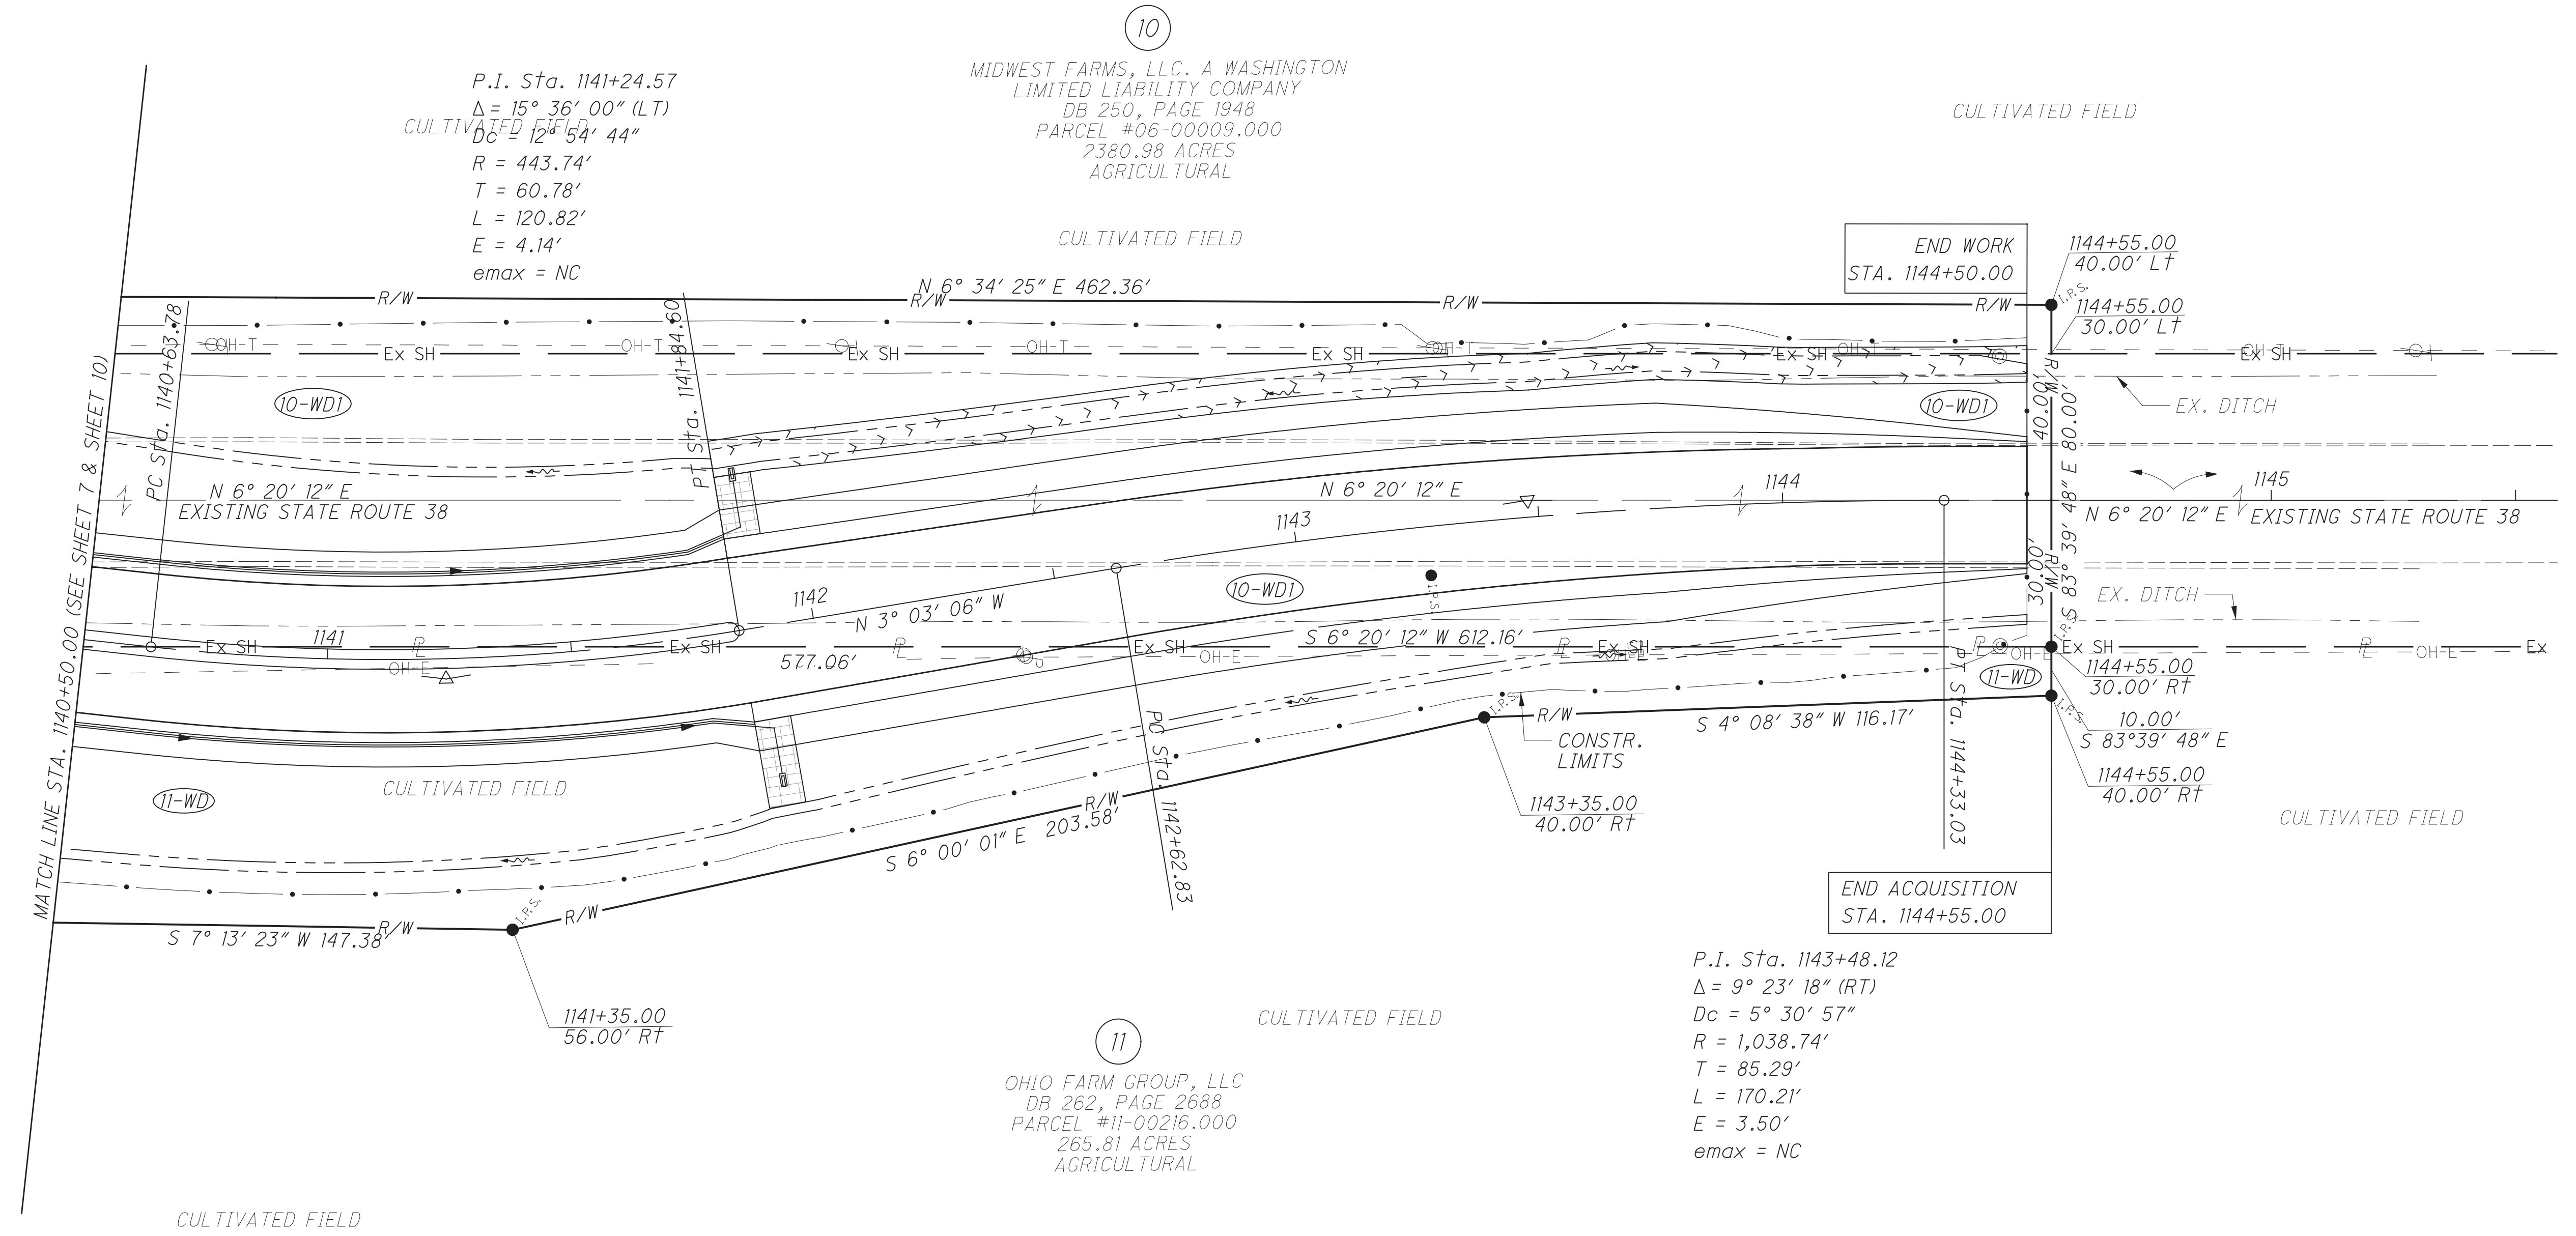 10
MIDWEST FARMS, LLC. A WASHINGTON
LIMITED LIABILITY COMPANY
DB 250, PAGE 1948
PARCEL #06-00009.000
2380.98 ACRES
AGRICULTURAL
P.I. Sta. 1141+24.57
Δ = 15° 36' 00" (LT)
Dc = 12° 54' 44"
R = 443.74'
T = 60.78'
L = 120.82'
E = 4.14'
emax = NC
CULTIVATED FIELD
CULTIVATED FIELD
CULTIVATED FIELD
END WORK
STA. 1144+50.00
1144+55.00
40.00' Lt
I.P.S.
1144+55.00
30.00' Lt
N 6° 34' 25" E 462.36'
R/W
R/W
R/W
R/W
PC Sta. 1140+63.78
PT Sta. 1141+84.60
OH-T
OH-T
OH-T
OH-T
OH-T
OH-T
Ex SH
Ex SH
Ex SH
Ex SH
Ex SH
10-WD1
10-WD1
R/W
40.00'
EX. DITCH
MATCH LINE STA. 1140+50.00 (SEE SHEET 7 & SHEET 10)
N 6° 20' 12" E
EXISTING STATE ROUTE 38
N 6° 20' 12" E
1144
1145
N 6° 20' 12" E
EXISTING STATE ROUTE 38
1143
S 83° 39' 48" E 80.00'
R/W
30.00'
10-WD1
I.P.S.
1142
N 3° 03' 06" W
EX. DITCH
1141
Ex SH
Ex SH
Ex SH
Ex SH
Ex SH
Ex
PL
PL
PL
PL
PL
S 6° 20' 12" W 612.16'
577.06'
OH-E
OH-E
OH-E
OH-E
OH-E
I.P.S.
11-WD
1144+55.00
30.00' Rt
I.P.S.
10.00'
S 83°39' 48" E
1144+55.00
40.00' Rt
PT Sta. 1144+33.03
I.P.S.
R/W
S 4° 08' 38" W 116.17'
CONSTR.
LIMITS
1143+35.00
40.00' Rt
PC Sta. 1142+62.83
CULTIVATED FIELD
11-WD
R/W
S 6° 00' 01" E 203.58'
CULTIVATED FIELD
END ACQUISITION
STA. 1144+55.00
I.P.S.
R/W
R/W
S 7° 13' 23" W 147.38'
1141+35.00
56.00' Rt
P.I. Sta. 1143+48.12
Δ = 9° 23' 18" (RT)
Dc = 5° 30' 57"
R = 1,038.74'
T = 85.29'
L = 170.21'
E = 3.50'
emax = NC
CULTIVATED FIELD
11
OHIO FARM GROUP, LLC
DB 262, PAGE 2688
PARCEL #11-00216.000
265.81 ACRES
AGRICULTURAL
CULTIVATED FIELD